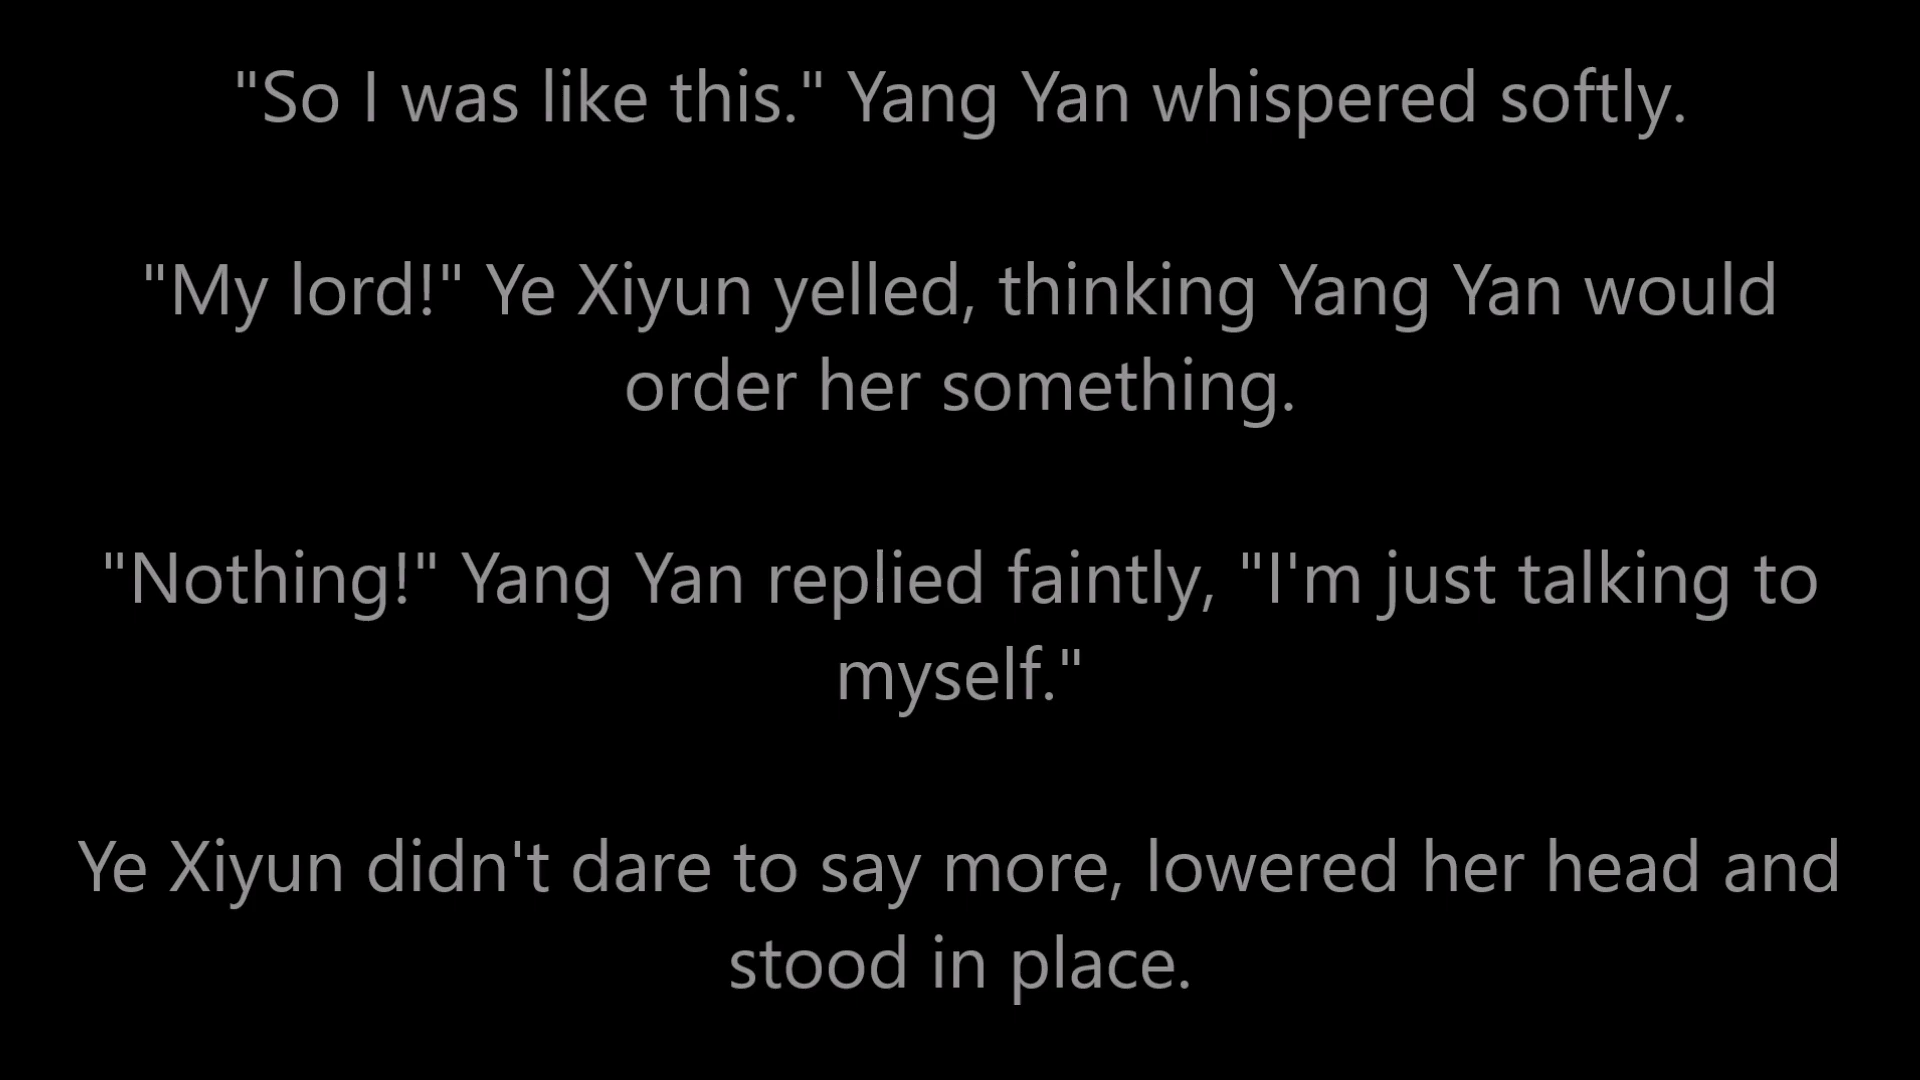 "So I was like this." Yang Yan whispered softly.
"My lord!" Ye Xiyun yelled, thinking Yang Yan would
order her something.
"Nothing!" Yang Yan replied faintly, "I'm just talking to
myself."
Ye Xiyun didn't dare to say more, lowered her head and
stood in place.